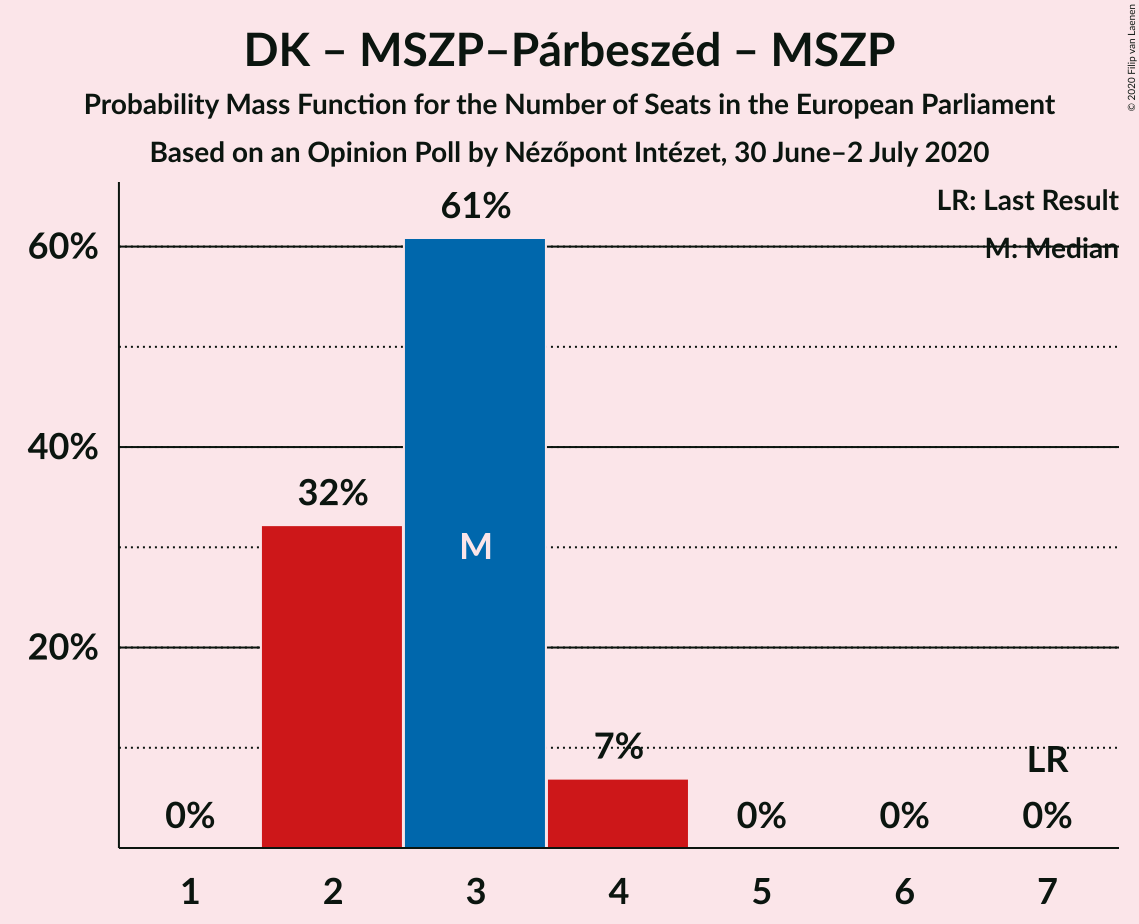 DK – MSZP–Párbeszéd – MSZP
Probability Mass Function for the Number of Seats in the European Parliament
Based on an Opinion Poll by Nézőpont Intézet, 30 June–2 July 2020
© 2020 Filip van Laenen
LR: Last Result
M: Median
61%
60%
40%
32%
M
20%
7%
LR
0%
0%
0%
0%
1 2 3 4 5 6 7